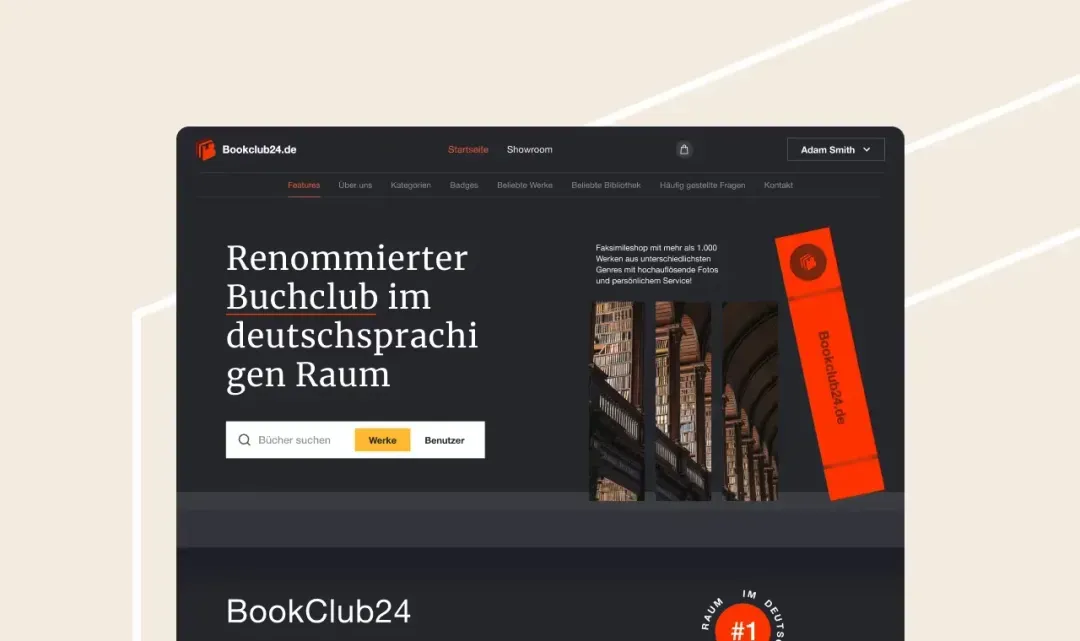 Bookclub24.de
Startseite
Showroom
Adam Smith
Features
Über uns
Kategorien
Badges
Beliebte Werke
Beliebte Bibliothek
Häufig gestellte Fragen
Kontakt
Renommierter
Buchclub im
deutschsprachi
gen Raum
Faksimileshop mit mehr als 1.000
Werken aus unterschiedlichsten
Genres mit hochauflösende Fotos
und persönlichem Service!
Bücher suchen
Werke
Benutzer
Bookclub24.de
BookClub24
RAUM IM DEUTS
#1